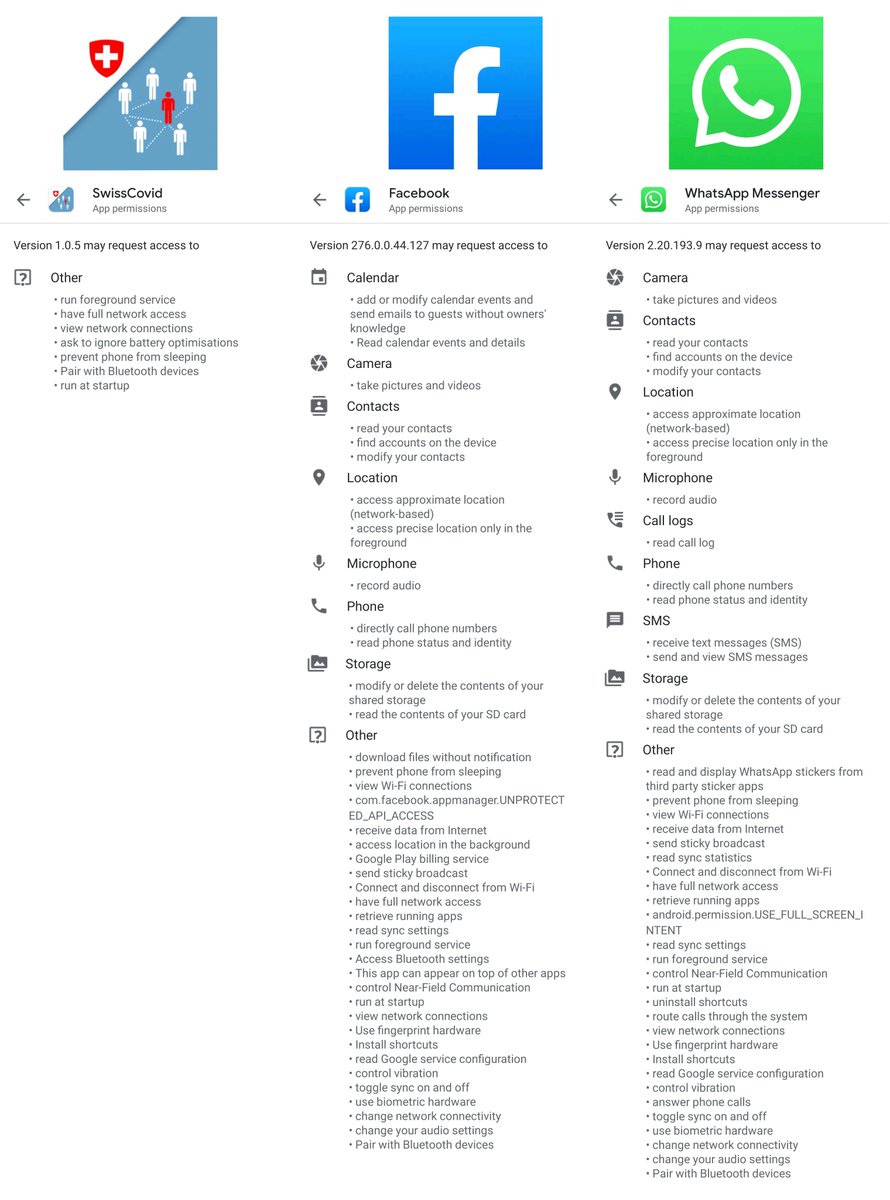 SwissCovid
App permissions
Version 1.0.5 may request access to
Other
• run foreground service
• have full network access
• view network connections
• ask to ignore battery optimisations
• prevent phone from sleeping
• Pair with Bluetooth devices
• run at startup
Facebook
App permissions
Version 276.0.0.44.127 may request access to
Calendar
• add or modify calendar events and
send emails to guests without owners'
knowledge
• Read calendar events and details
Camera
• take pictures and videos
Contacts
• read your contacts
• find accounts on the device
• modify your contacts
Location
• access approximate location
(network-based)
• access precise location only in the
foreground
Microphone
• record audio
Phone
• directly call phone numbers
• read phone status and identity
Storage
• modify or delete the contents of your
shared storage
• read the contents of your SD card
Other
• download files without notification
• prevent phone from sleeping
• view Wi-Fi connections
• com.facebook.appmanager.UNPROTECT
ED_API_ACCESS
• receive data from Internet
• access location in the background
• Google Play billing service
• send sticky broadcast
• Connect and disconnect from Wi-Fi
• have full network access
• retrieve running apps
• read sync settings
• run foreground service
• Access Bluetooth settings
• This app can appear on top of other apps
• control Near-Field Communication
• run at startup
• view network connections
• Use fingerprint hardware
• Install shortcuts
• read Google service configuration
• control vibration
• toggle sync on and off
• use biometric hardware
• change network connectivity
• change your audio settings
• Pair with Bluetooth devices
WhatsApp Messenger
App permissions
Version 2.20.193.9 may request access to
Camera
• take pictures and videos
Contacts
• read your contacts
• find accounts on the device
• modify your contacts
Location
• access approximate location
(network-based)
• access precise location only in the
foreground
Microphone
• record audio
Call logs
• read call log
Phone
• directly call phone numbers
• read phone status and identity
SMS
• receive text messages (SMS)
• send and view SMS messages
Storage
• modify or delete the contents of your
shared storage
• read the contents of your SD card
Other
• read and display WhatsApp stickers from
third party sticker apps
• prevent phone from sleeping
• view Wi-Fi connections
• receive data from Internet
• send sticky broadcast
• read sync statistics
• Connect and disconnect from Wi-Fi
• have full network access
• retrieve running apps
• android.permission.USE_FULL_SCREEN_I
NTENT
• read sync settings
• run foreground service
• control Near-Field Communication
• run at startup
• uninstall shortcuts
• route calls through the system
• view network connections
• Use fingerprint hardware
• Install shortcuts
• read Google service configuration
• control vibration
• answer phone calls
• toggle sync on and off
• use biometric hardware
• change network connectivity
• change your audio settings
• Pair with Bluetooth devices